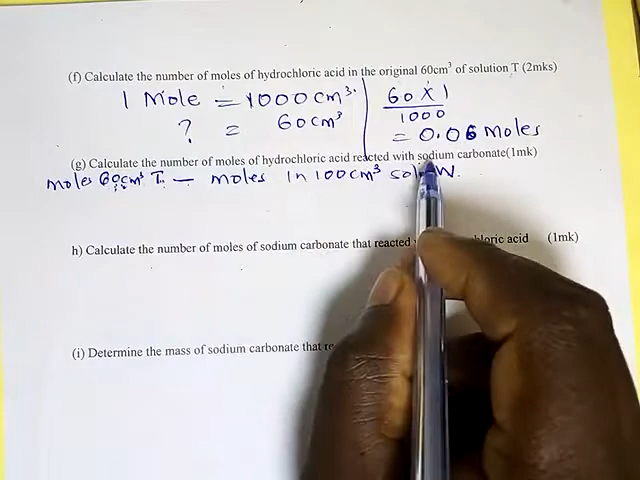 (f) Calculate the number of moles of hydrochloric acid in the original 60cm³ of solution T (2mks)
1 Mole = 1000cm³. 60 X 1
1000
? = 60cm³
= 0.06 Moles
(g) Calculate the number of moles of hydrochloric acid reacted with sodium carbonate(1mk)
Moles 60cm³ T. — moles in 100cm³ sol W.
h) Calculate the number of moles of sodium carbonate that reacted acid (1mk)
(i) Determine the mass of sodium carbonate that